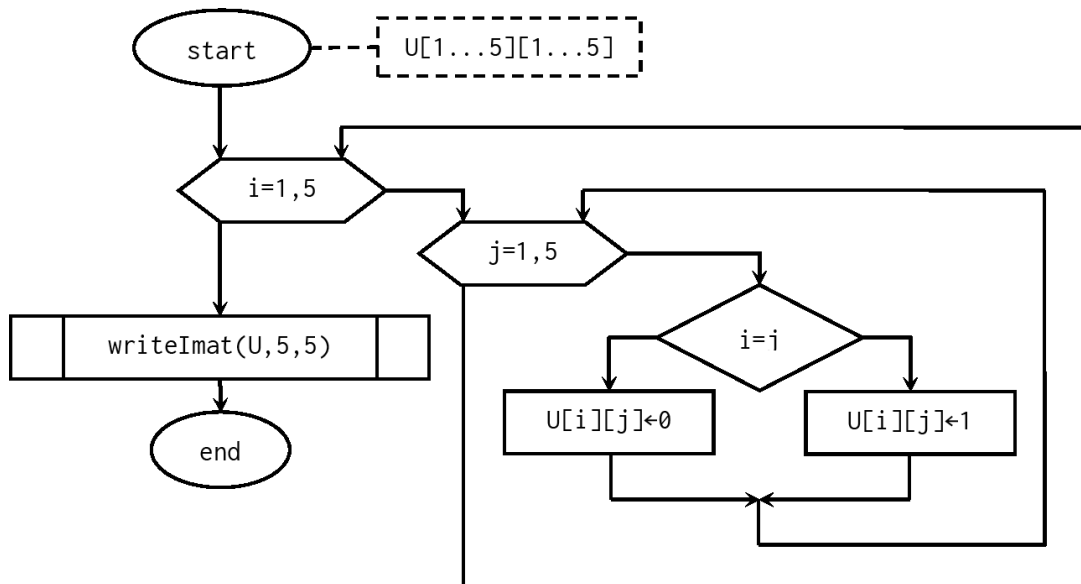 start
U[1...5][1...5]
i=1,5
j=1,5
i=j
writeImat(U,5,5)
U[i][j]←0
U[i][j]←1
end